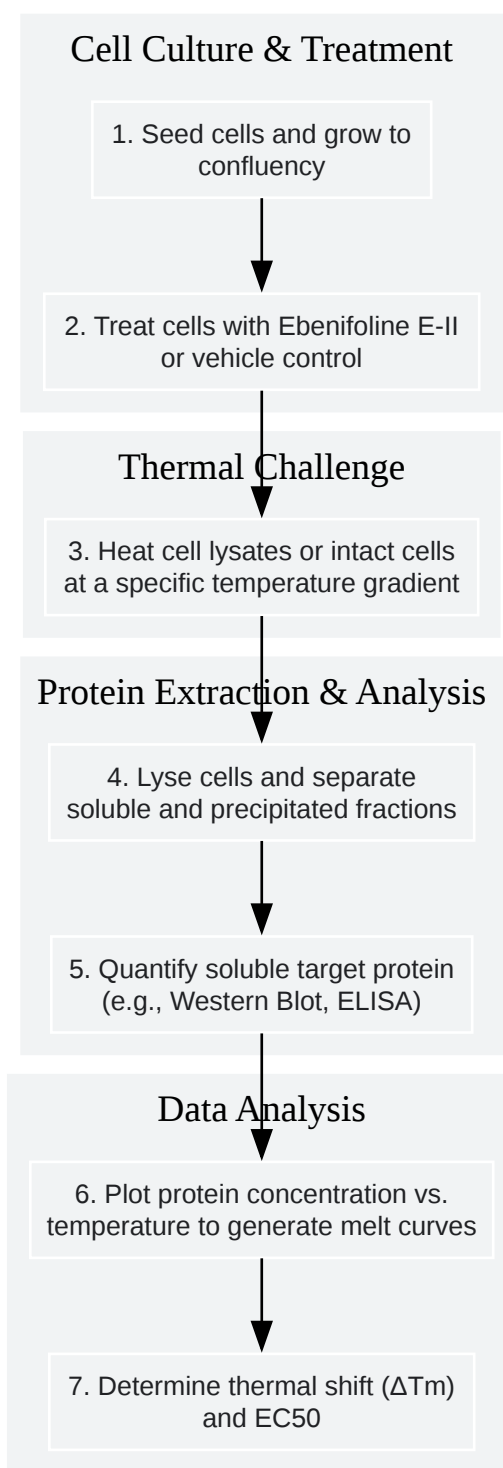 Cell Culture & Treatment
1. Seed cells and grow to
confluency
2. Treat cells with Ebenifoline E-II
or vehicle control
Thermal Challenge
3. Heat cell lysates or intact cells
at a specific temperature gradient
Protein Extraction & Analysis
4. Lyse cells and separate
soluble and precipitated fractions
5. Quantify soluble target protein
(e.g., Western Blot, ELISA)
Data Analysis
6. Plot protein concentration vs.
temperature to generate melt curves
7. Determine thermal shift (ΔTm)
and EC50